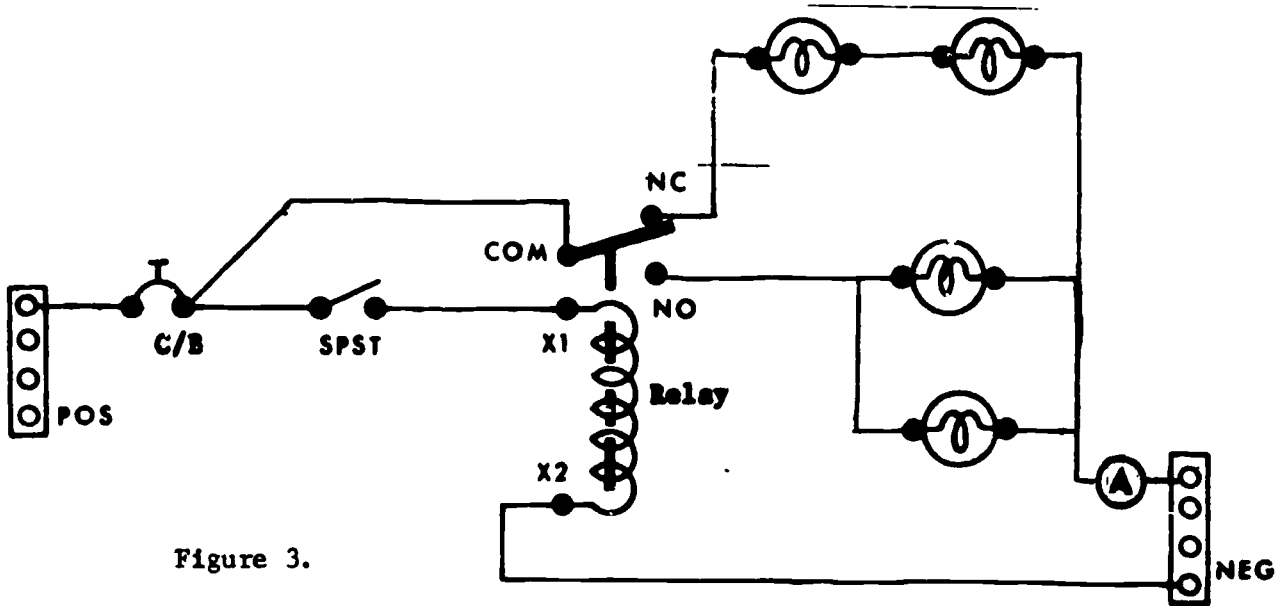 NC
COM
NO
C/B
SPST
X1
POS
Relay
X2
A
Figure 3.
NEG